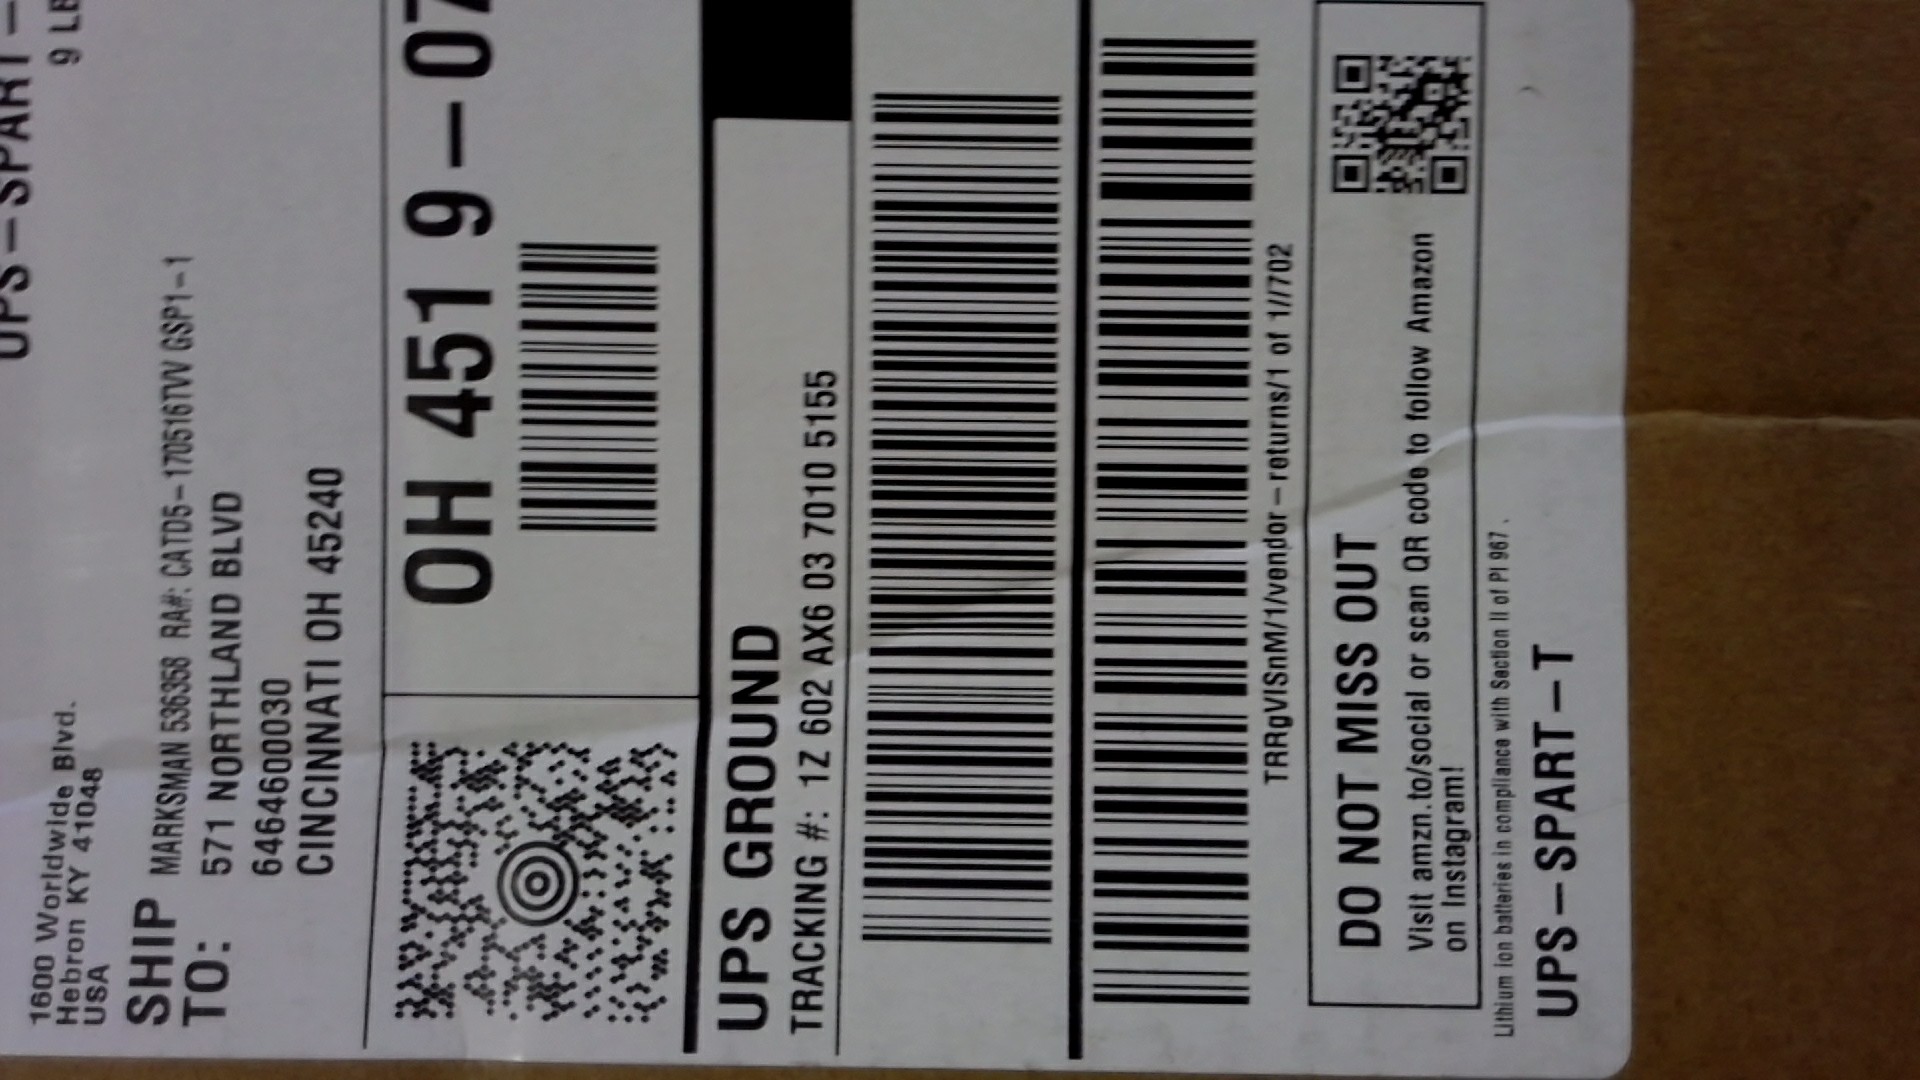 UPS-SPART-
9 LB
1600 Worldwide Blvd.
Hebron KY 41048
USA
SHIP
TO:
MARKSMAN 536358 RA#: CATD5-170516TW GSP1-1
571 NORTHLAND BLVD
6464600030
CINCINNATI OH 45240
OH 451 9-07
UPS GROUND
TRACKING #: 1Z 602 AX6 03 7010 5155
TRRgVISnM/1/vendor-returns/1 of 1//702
DO NOT MISS OUT
Visit amzn.to/social or scan QR code to follow Amazon
on Instagram!
Lithium ion batteries in compliance with Section II of PI 967.
UPS-SPART-T